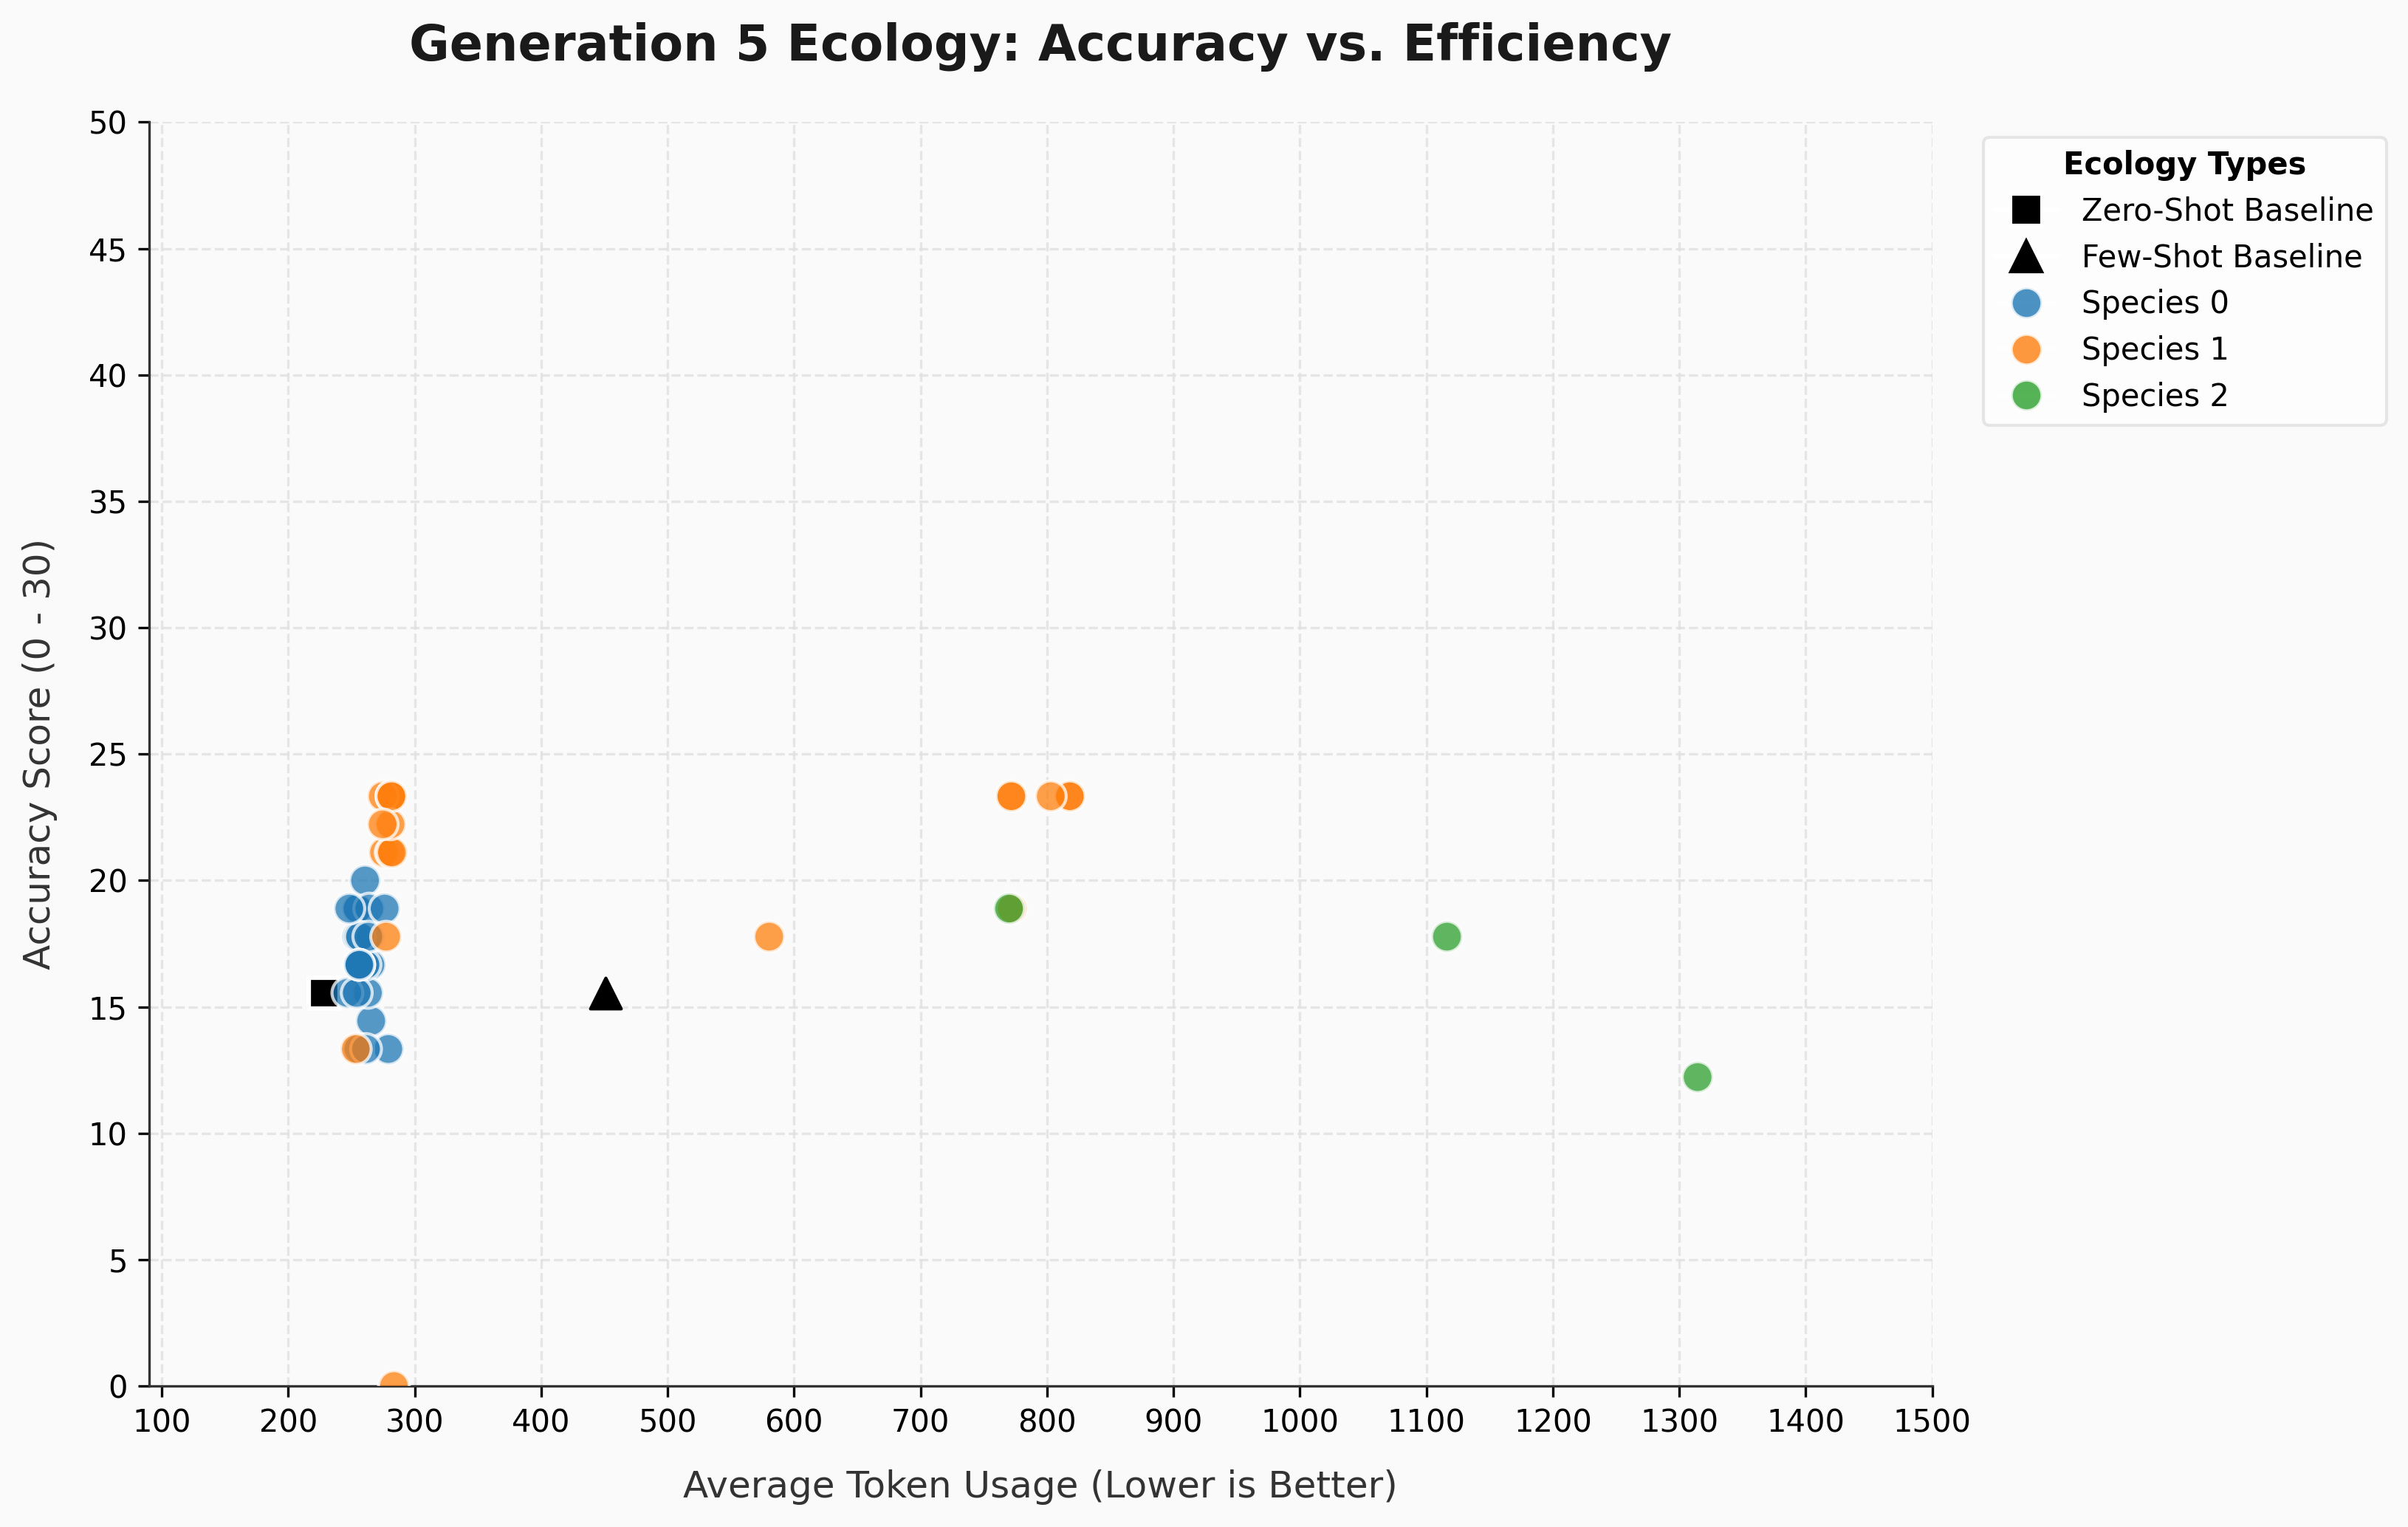 Generation 5 Ecology: Accuracy vs. Efficiency
50
45
40
35
30
25
20
15
10
5
0
Accuracy Score (0 - 30)
100 200 300 400 500 600 700 800 900 1000 1100 1200 1300 1400 1500
Average Token Usage (Lower is Better)
Ecology Types
Zero-Shot Baseline
Few-Shot Baseline
Species 0
Species 1
Species 2